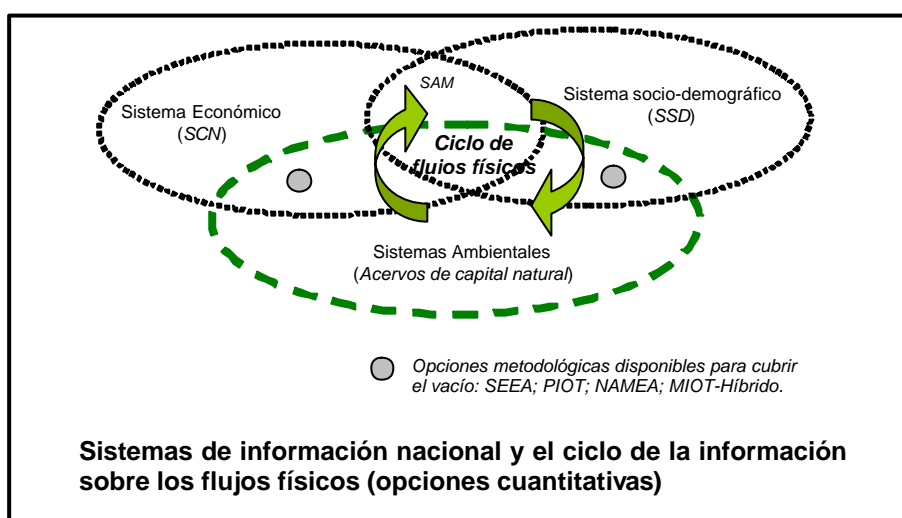 SAM
Sistema Económico
(SCN)
Sistema socio-demográfico
(SSD)
Ciclo de
flujos físicos
Sistemas Ambientales
(Acervos de capital natural)
Opciones metodológicas disponibles para cubrir
el vacío: SEEA; PIOT; NAMEA; MIOT-Híbrido.
Sistemas de información nacional y el ciclo de la información
sobre los flujos físicos (opciones cuantitativas)